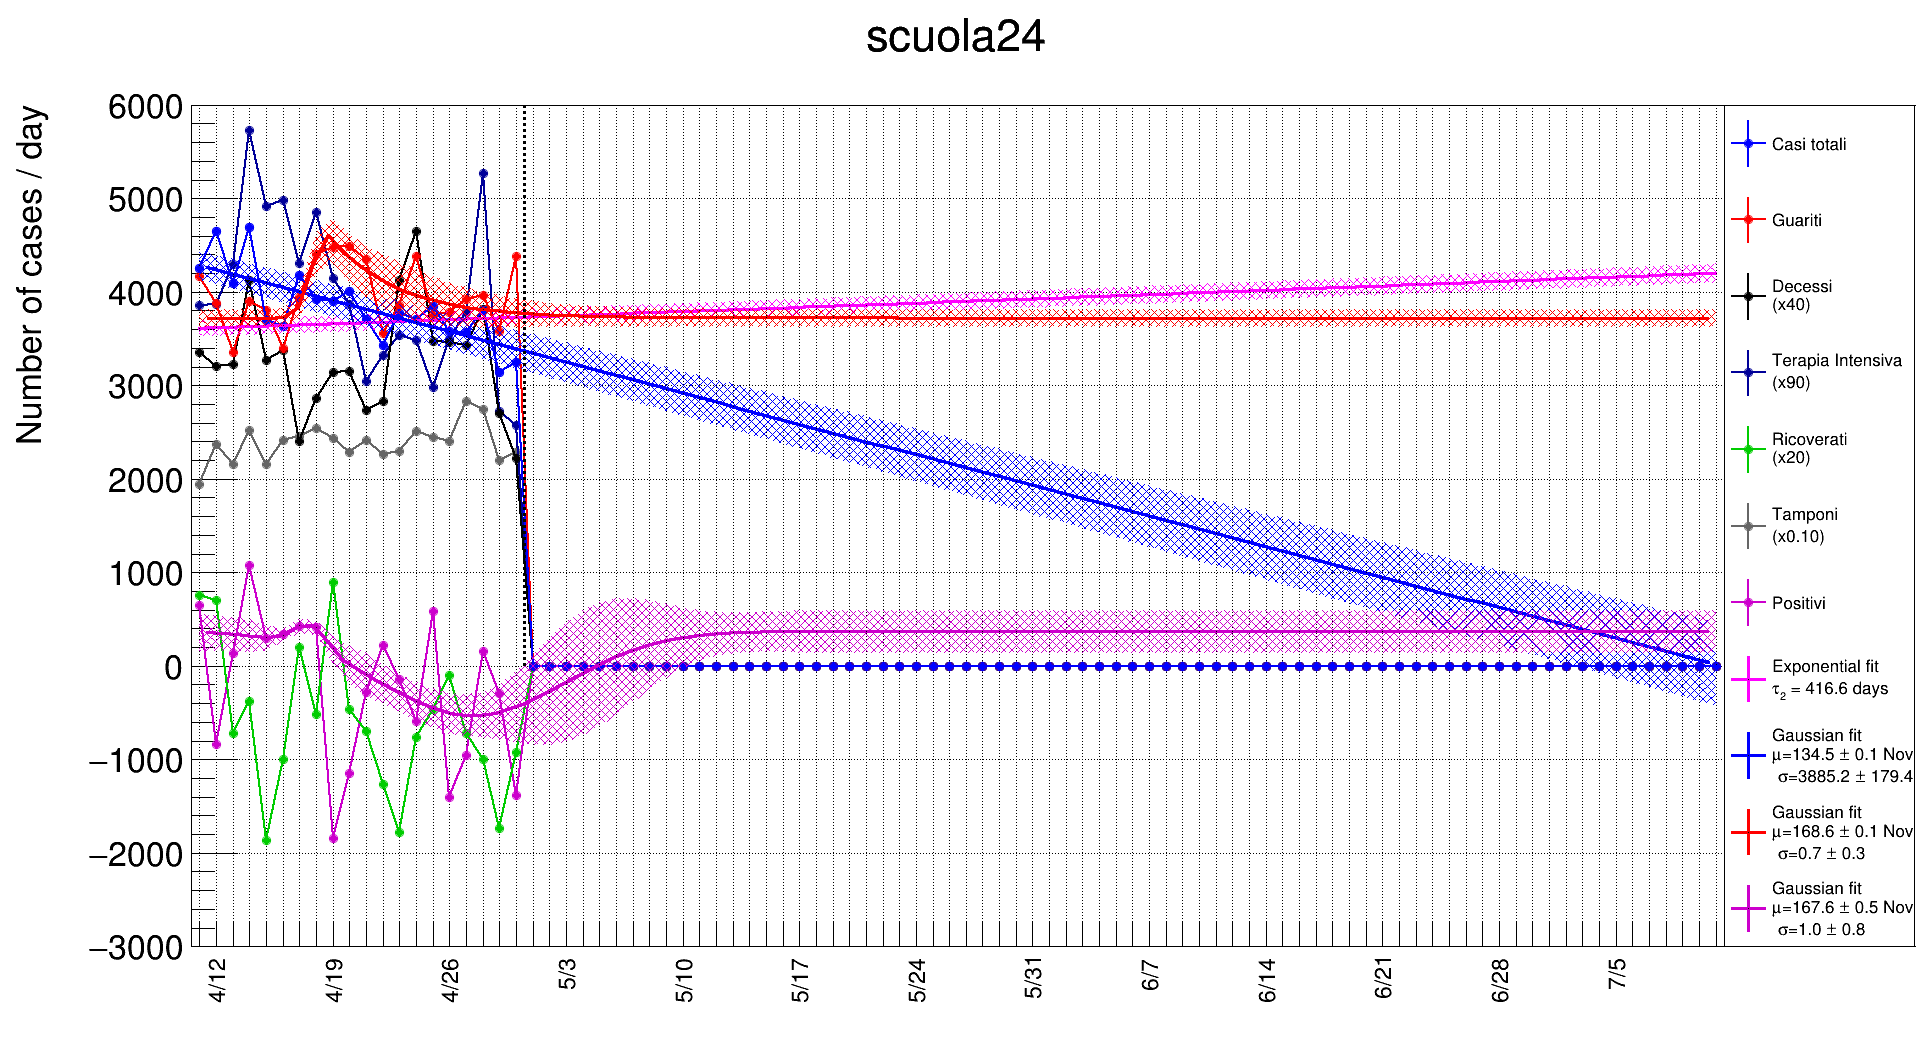 scuola24
Number of cases / day
6000
5000
4000
3000
2000
1000
0
−1000
−2000
−3000
4/12
4/19
4/26
5/3
5/10
5/17
5/24
5/31
6/7
6/14
6/21
6/28
7/5
Casi totali
Guariti
Decessi
(x40)
Terapia Intensiva
(x90)
Ricoverati
(x20)
Tamponi
(x0.10)
Positivi
Exponential fit
τ2 = 416.6 days
Gaussian fit
μ=134.5 ± 0.1 Nov
σ=3885.2 ± 179.4
Gaussian fit
μ=168.6 ± 0.1 Nov
σ=0.7 ± 0.3
Gaussian fit
μ=167.6 ± 0.5 Nov
σ=1.0 ± 0.8